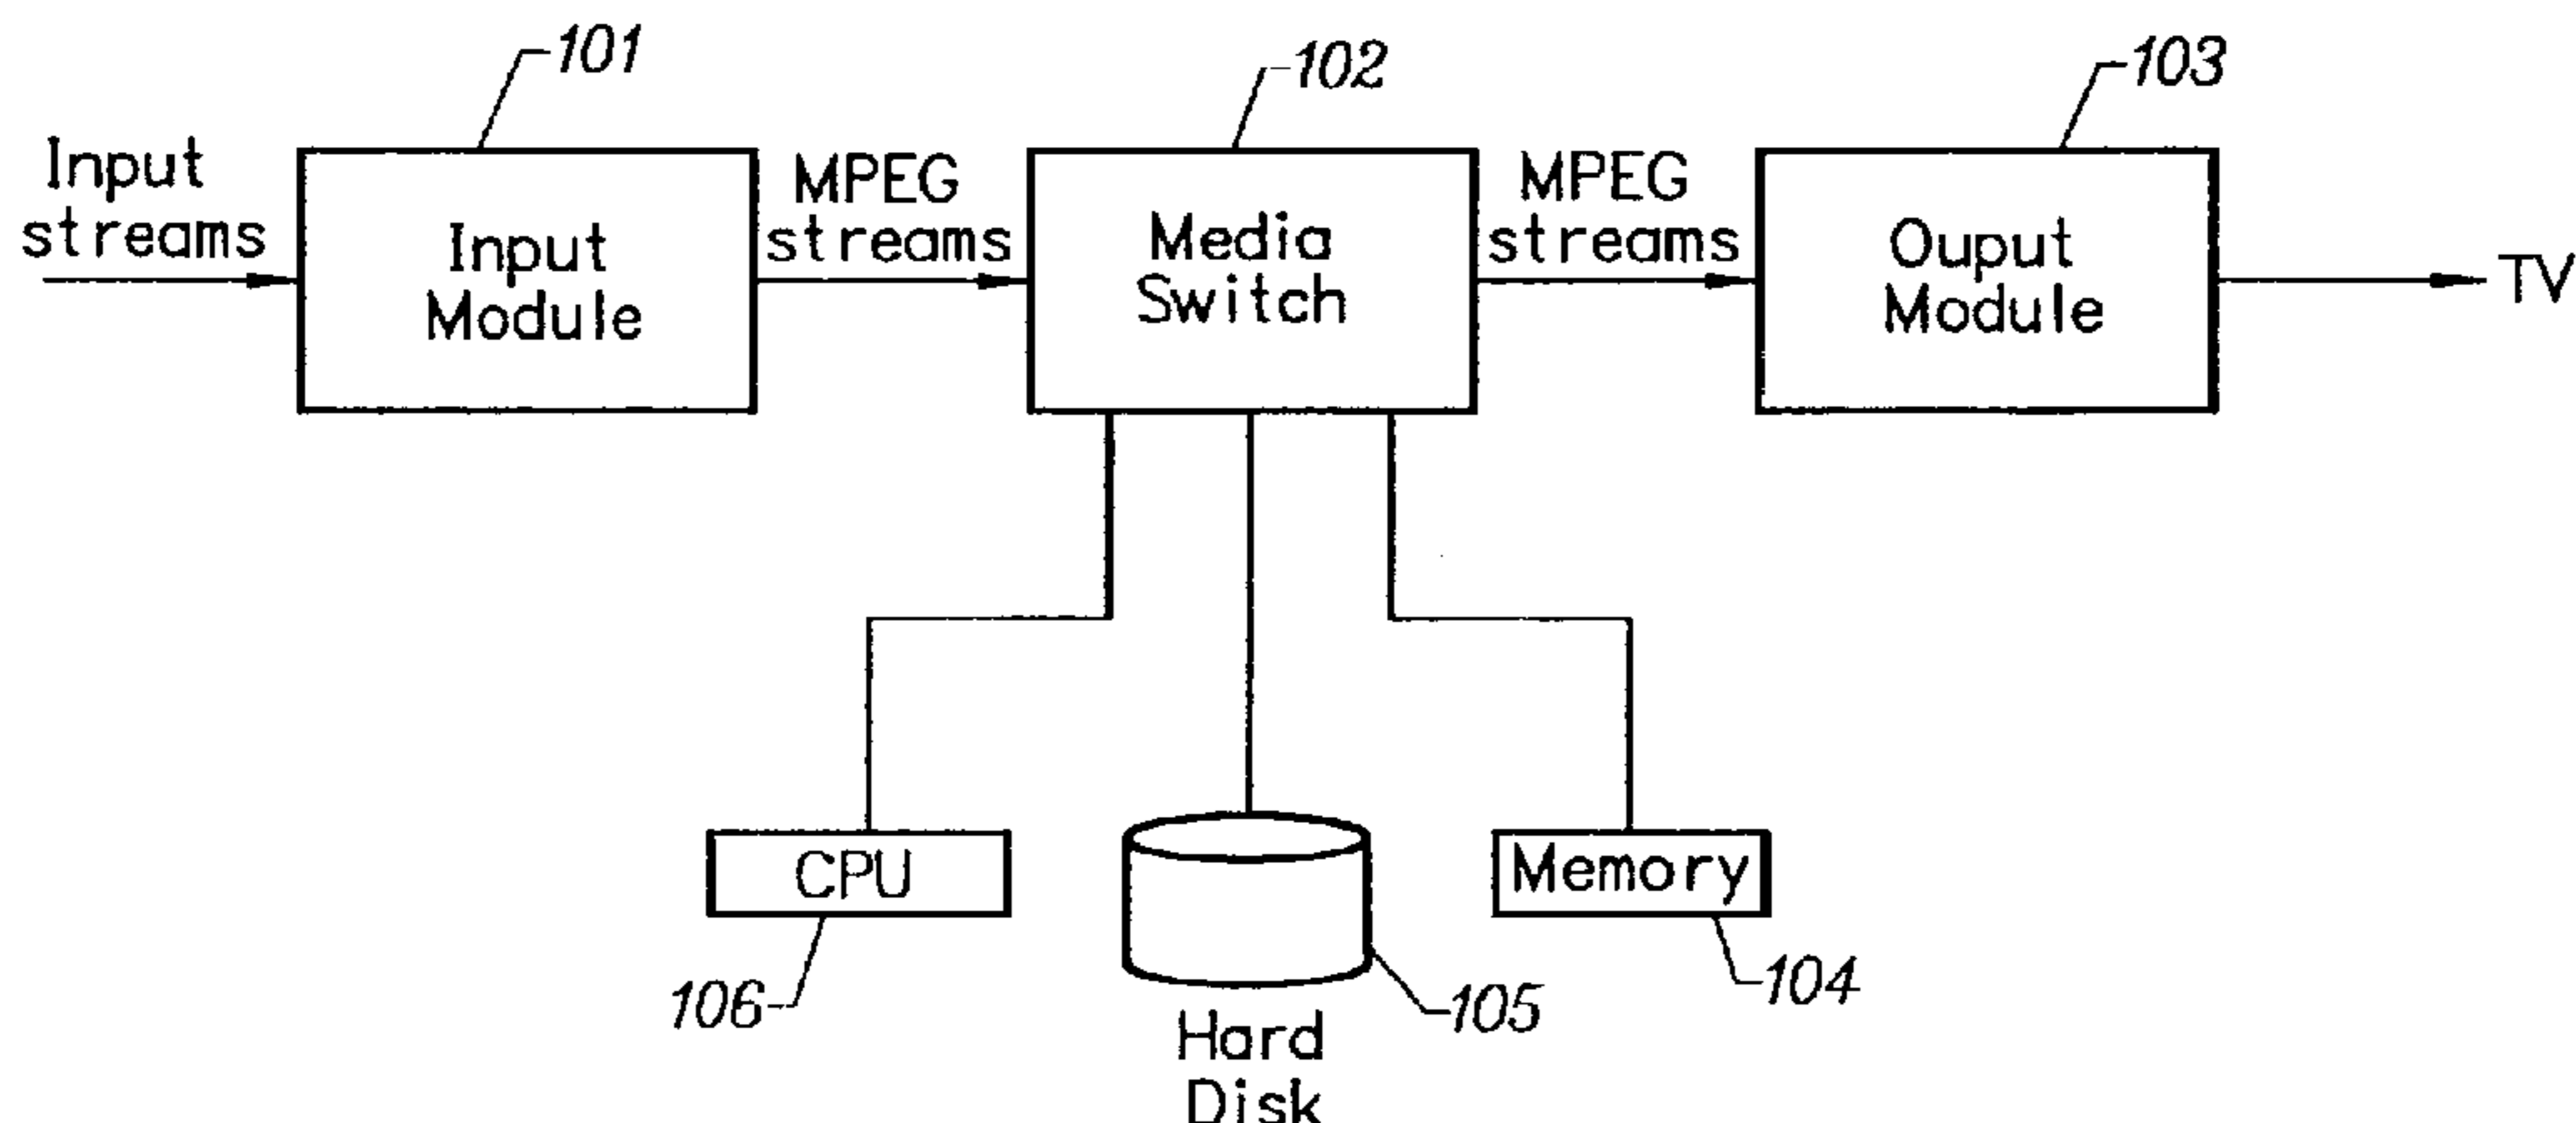 101
102
103
Input
streams
Input
Module
MPEG
streams
Media
Switch
MPEG
streams
Ouput
Module
TV
CPU
Memory
106
105
104
Hard
Disk